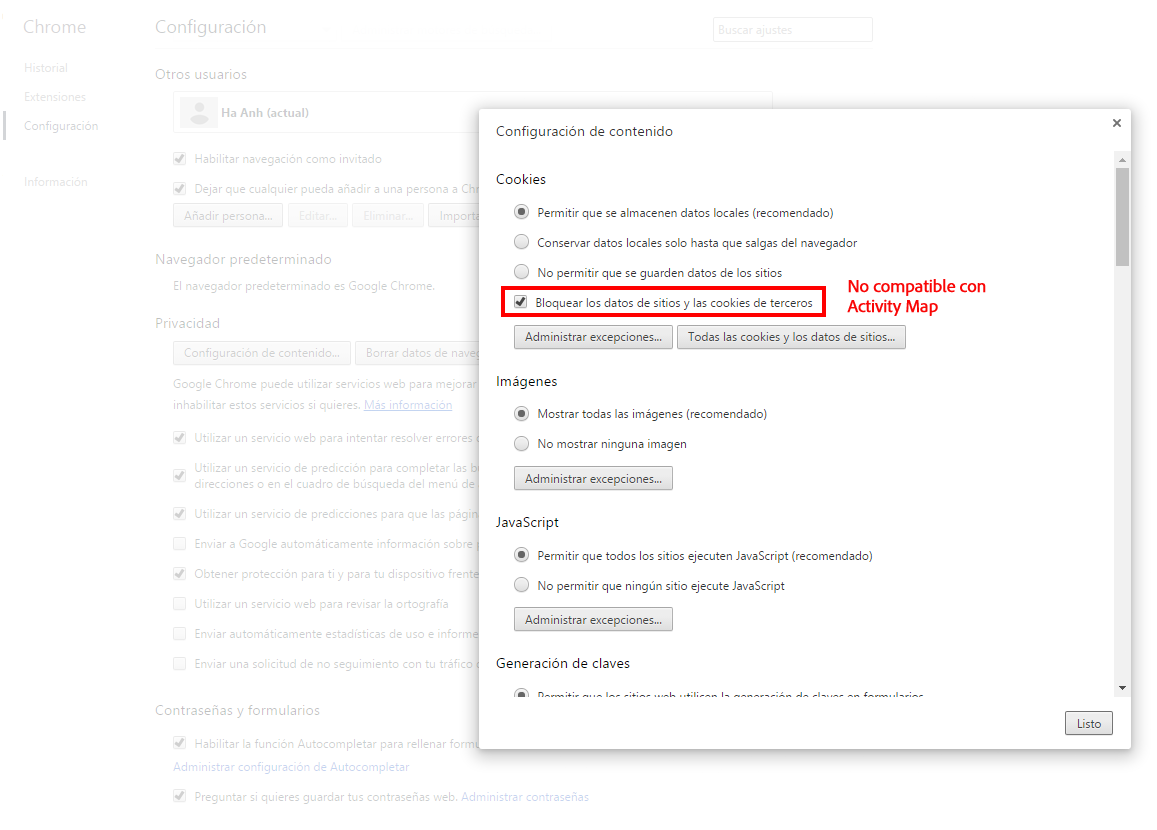 Chrome
Historial
Extensiones
Configuración
Información
Configuración
Buscar ajustes
Otros usuarios
Ha Anh (actual)
Habilitar navegación como invitado
Dejar que cualquier pueda añadir a una persona a
Añadir persona...
Editar...
Eliminar...
Navegador predeterminado
El navegador predeterminado es Google Chrome.
Privacidad
Configuración de contenido...
Borrar datos de
Google Chrome puede utilizar servicios web para mejorar
inhabilitar estos servicios si quieres. Más información
Utilizar un servicio web para intentar resolver errores
Utilizar un servicio de predicción para completar las
direcciones o en el cuadro de búsqueda del menú de
Utilizar un servicio de predicciones para que las
Enviar a Google automáticamente información sobre
Obtener protección para ti y para tu dispositivo frente
Utilizar un servicio web para revisar la ortografía
Enviar automáticamente estadísticas de uso e
Enviar una solicitud de no seguimiento con tu tráfico
Contraseñas y formularios
Habilitar la función Autocompletar para rellenar
Administrar configuración de Autocompletar
Preguntar si quieres guardar tus contraseñas web. Administrar contraseñas
Configuración de contenido
Cookies
Permitir que se almacenen datos locales (recomendado)
Conservar datos locales solo hasta que salgas del navegador
No permitir que se guarden datos de los sitios
Bloquear los datos de sitios y las cookies de terceros
No compatible con
Activity Map
Administrar excepciones...
Todas las cookies y los datos de sitios...
Imágenes
Mostrar todas las imágenes (recomendado)
No mostrar ninguna imagen
Administrar excepciones...
JavaScript
Permitir que todos los sitios ejecuten JavaScript (recomendado)
No permitir que ningún sitio ejecute JavaScript
Administrar excepciones...
Generación de claves
Permitir que los sitios web utilicen la generación de claves en formularios
Listo